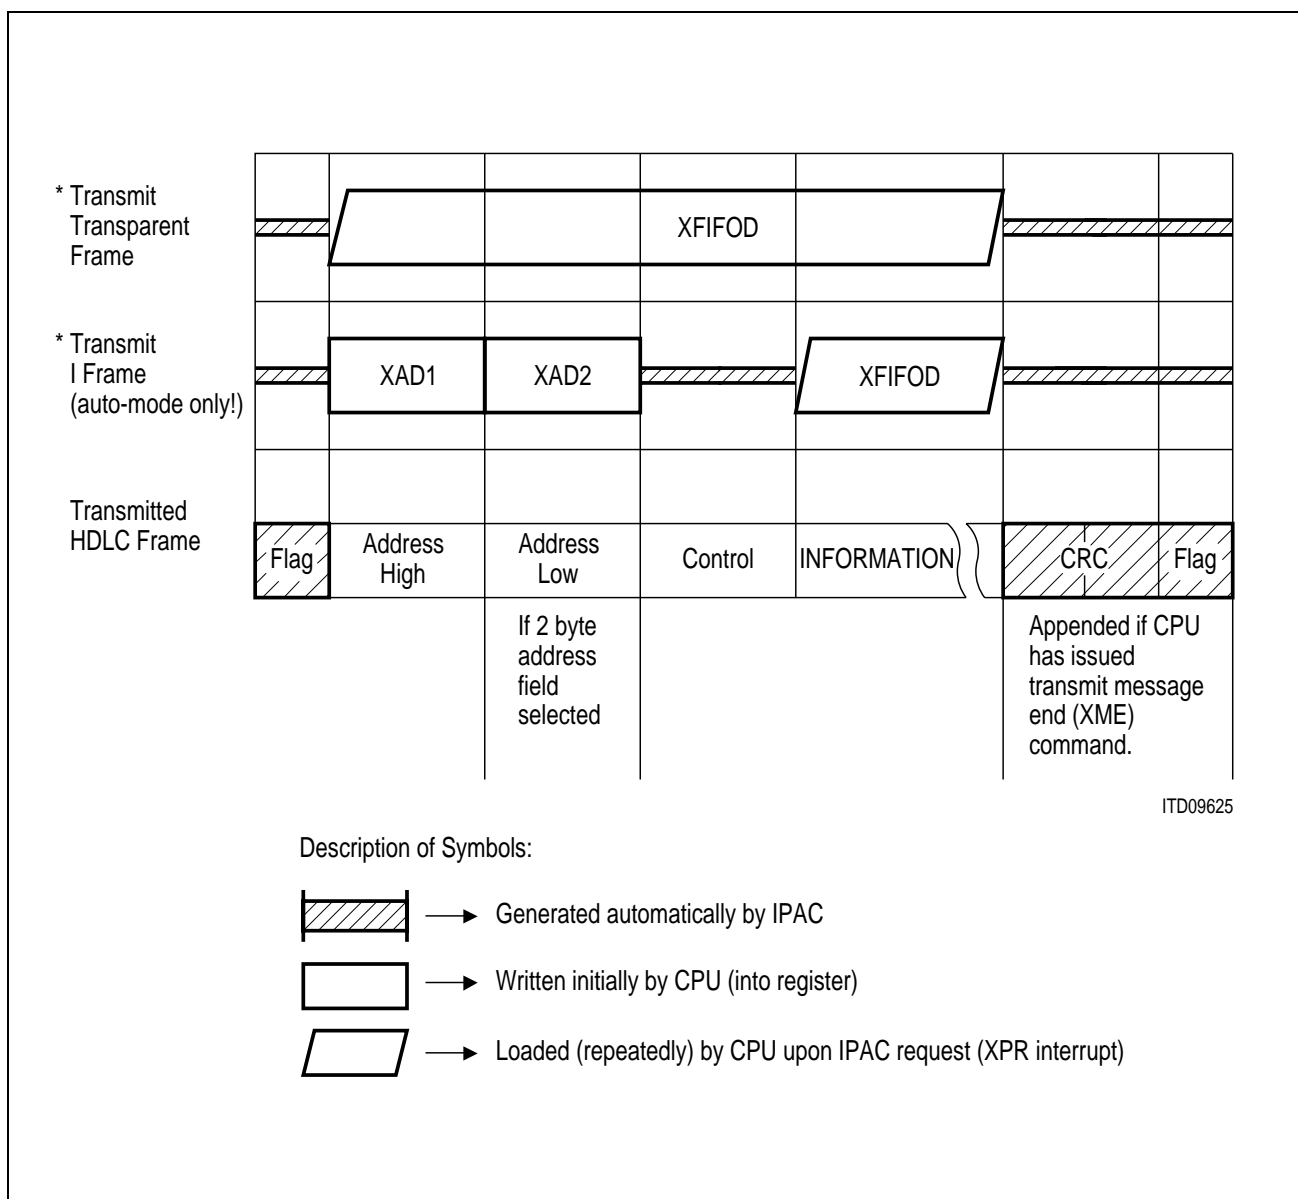 * Transmit
Transparent
Frame
XFIFOD
* Transmit
I Frame
(auto-mode only!)
XAD1
XAD2
XFIFOD
Transmitted
HDLC Frame
Flag
Address
High
Address
Low
Control
INFORMATION
CRC
Flag
If 2 byte
address
field
selected
Appended if CPU
has issued
transmit message
end (XME)
command.
ITD09625
Description of Symbols:
Generated automatically by IPAC
Written initially by CPU (into register)
Loaded (repeatedly) by CPU upon IPAC request (XPR interrupt)